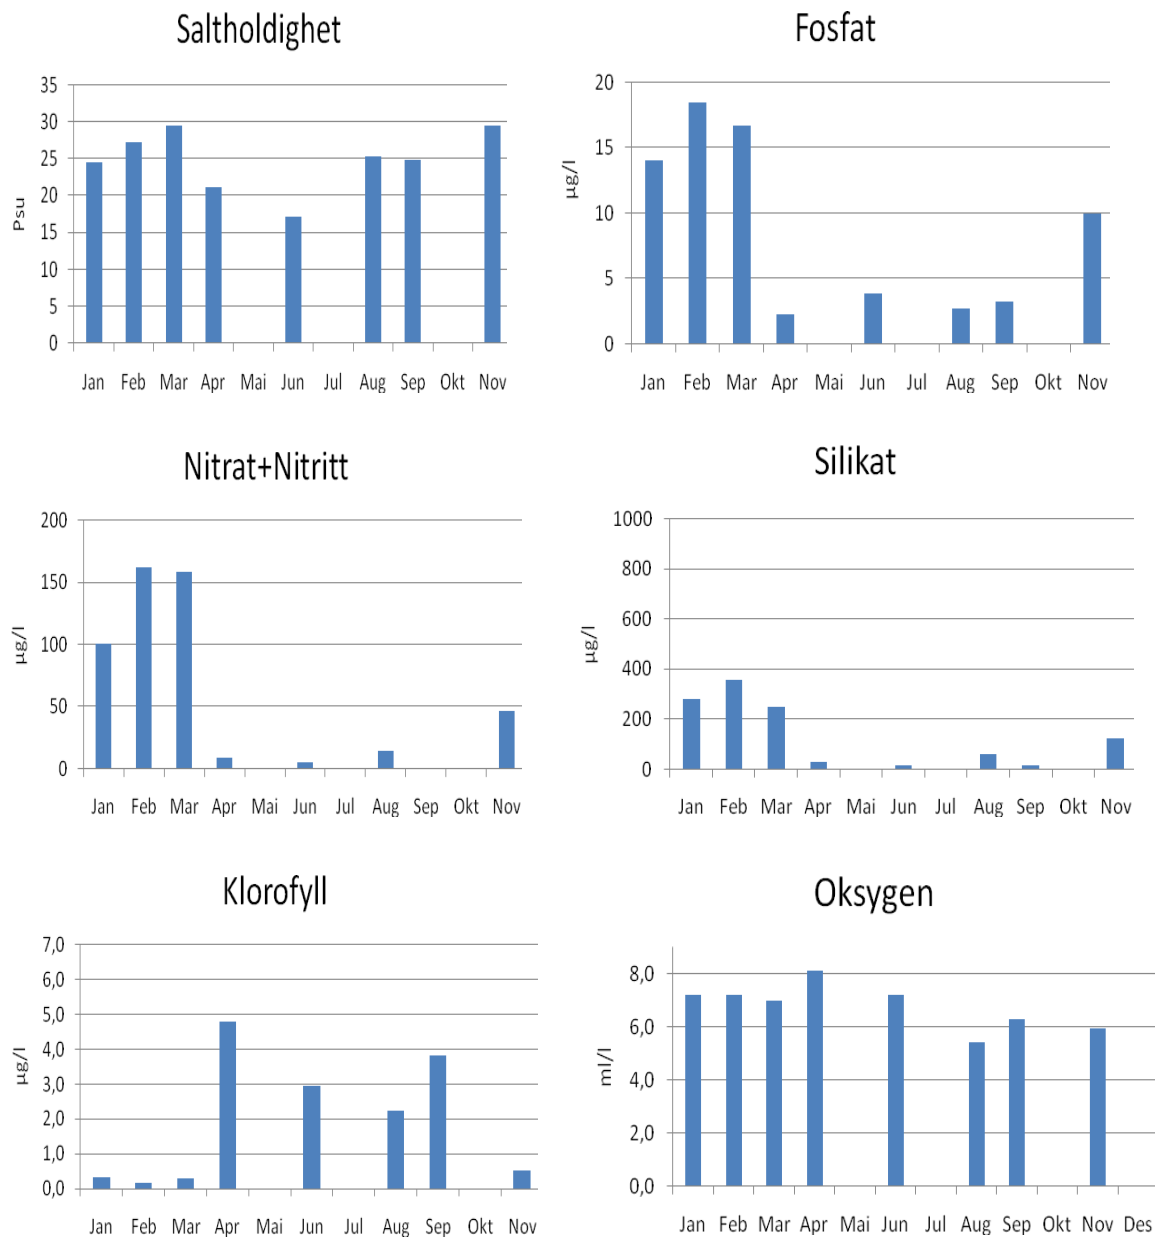 Saltholdighet
35
30
25
20
15
10
5
0
Psu
Jan Feb Mar Apr Mai Jun Jul Aug Sep Okt Nov
Fosfat
20
15
10
5
0
µg/l
Jan Feb Mar Apr Mai Jun Jul Aug Sep Okt Nov
Nitrat+Nitritt
200
150
100
50
0
µg/l
Jan Feb Mar Apr Mai Jun Jul Aug Sep Okt Nov
Silikat
1000
800
600
400
200
0
µg/l
Jan Feb Mar Apr Mai Jun Jul Aug Sep Okt Nov
Klorofyll
7,0
6,0
5,0
4,0
3,0
2,0
1,0
0,0
µg/l
Jan Feb Mar Apr Mai Jun Jul Aug Sep Okt Nov
Oksygen
8,0
6,0
4,0
2,0
0,0
ml/l
Jan Feb Mar Apr Mai Jun Jul Aug Sep Okt Nov Des